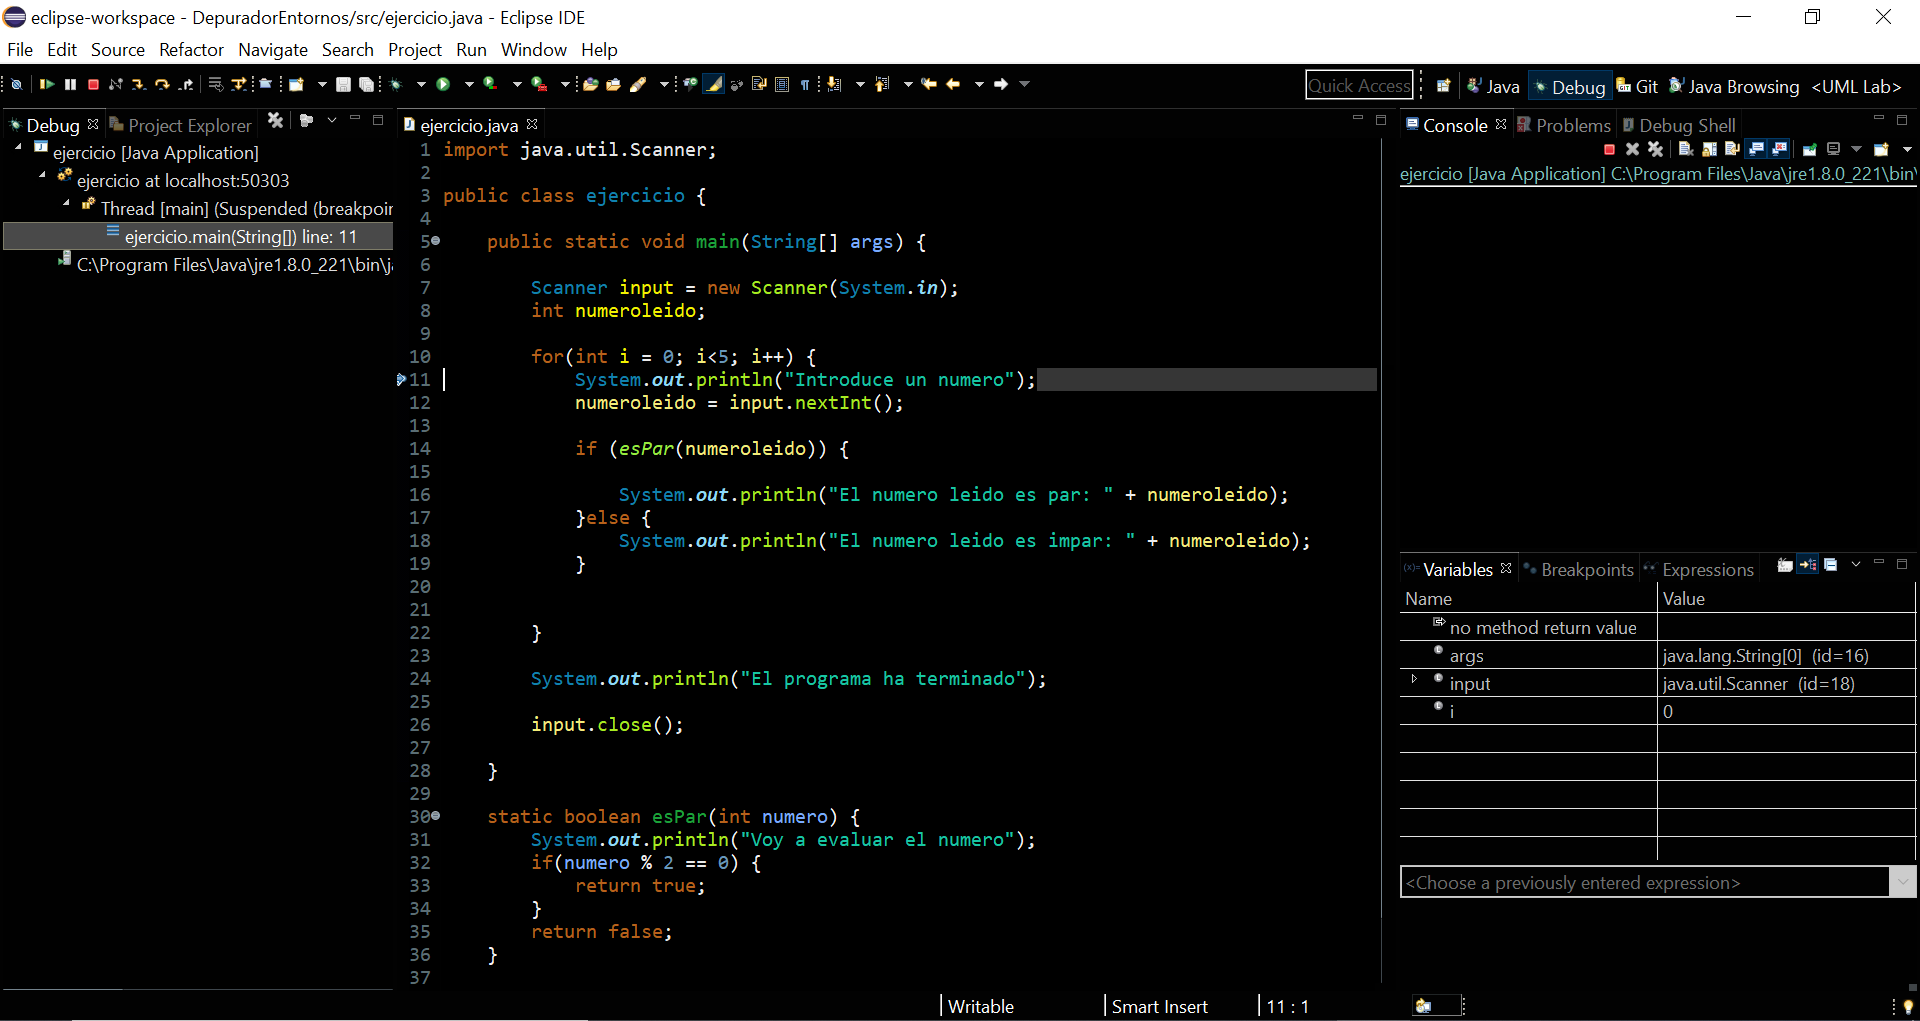 eclipse-workspace - DepuradorEntornos/src/ejercicio.java - Eclipse IDE
File Edit Source Refactor Navigate Search Project Run Window Help
Quick Access
Java Debug Git Java Browsing <UML Lab>
Debug Project Explorer
ejercicio [Java Application]
ejercicio at localhost:50303
Thread [main] (Suspended (breakpoin
ejercicio.main(String[]) line: 11
C:\Program Files\Java\jre1.8.0_221\bin\j
ejercicio.java
1 import java.util.Scanner;
2
3 public class ejercicio {
4
5 public static void main(String[] args) {
6
7 Scanner input = new Scanner(System.in);
8 int numeroleido;
9
10 for(int i = 0; i<5; i++) {
11 System.out.println("Introduce un numero");
12 numeroleido = input.nextInt();
13
14 if (esPar(numeroleido)) {
15
16 System.out.println("El numero leido es par: " + numeroleido);
17 }else {
18 System.out.println("El numero leido es impar: " + numeroleido);
19 }
20
21
22 }
23
24 System.out.println("El programa ha terminado");
25
26 input.close();
27
28 }
29
30 static boolean esPar(int numero) {
31 System.out.println("Voy a evaluar el numero");
32 if(numero % 2 == 0) {
33 return true;
34 }
35 return false;
36 }
37
Console Problems Debug Shell
ejercicio [Java Application] C:\Program Files\Java\jre1.8.0_221\bin\
Variables Breakpoints Expressions
Name Value
no method return value
args java.lang.String[0] (id=16)
input java.util.Scanner (id=18)
i 0
<Choose a previously entered expression>
Writable Smart Insert 11 : 1